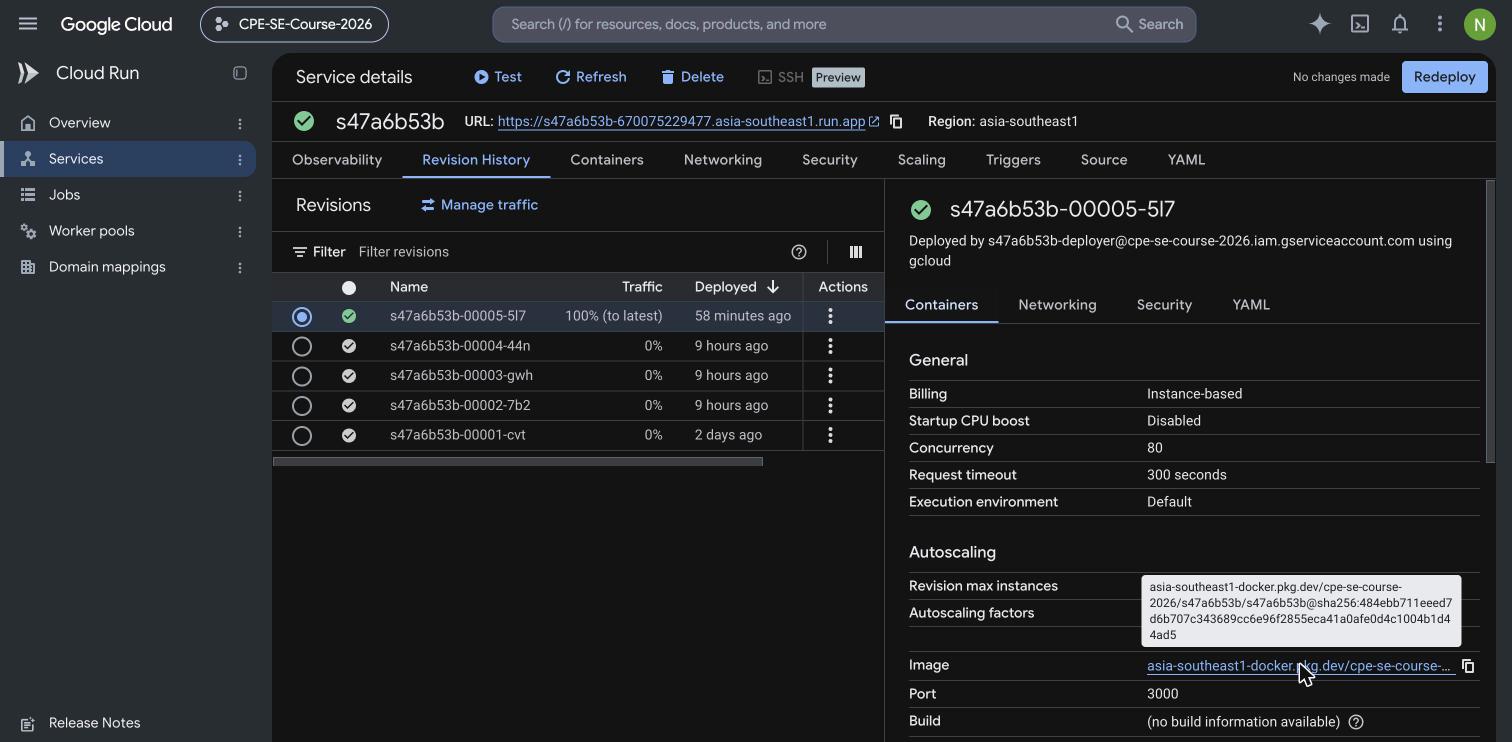 Google Cloud
CPE-SE-Course-2026
Search (/) for resources, docs, products, and more
Search
N
Cloud Run
Overview
Services
Jobs
Worker pools
Domain mappings
Release Notes
Service details
Test
Refresh
Delete
SSH
Preview
No changes made
Redeploy
s47a6b53b
URL: https://s47a6b53b-670075229477.asia-southeast1.run.app
Region: asia-southeast1
Observability
Revision History
Containers
Networking
Security
Scaling
Triggers
Source
YAML
Revisions
Manage traffic
Filter
Filter revisions
Name Traffic Deployed Actions
s47a6b53b-00005-5l7 100% (to latest) 58 minutes ago
s47a6b53b-00004-44n 0% 9 hours ago
s47a6b53b-00003-gwh 0% 9 hours ago
s47a6b53b-00002-7b2 0% 9 hours ago
s47a6b53b-00001-cvt 0% 2 days ago
s47a6b53b-00005-5l7
Deployed by s47a6b53b-deployer@cpe-se-course-2026.iam.gserviceaccount.com using
gcloud
Containers
Networking
Security
YAML
General
Billing Instance-based
Startup CPU boost Disabled
Concurrency 80
Request timeout 300 seconds
Execution environment Default
Autoscaling
Revision max instances
Autoscaling factors
asia-southeast1-docker.pkg.dev/cpe-se-course-
2026/s47a6b53b/s47a6b53b@sha256:484ebb711eeed7
d6b707c343689cc6e96f2855eca41a0afe0d4c1004b1d4
4ad5
Image asia-southeast1-docker.pkg.dev/cpe-se-course-...
Port 3000
Build (no build information available)